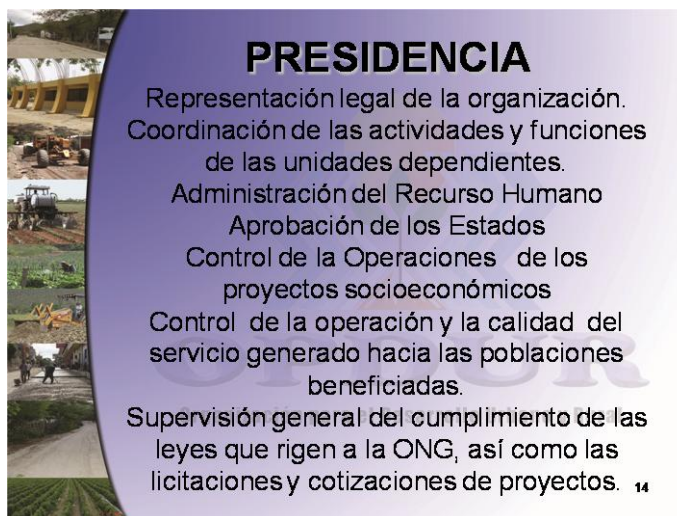 PRESIDENCIA
Representación legal de la organización.
Coordinación de las actividades y funciones
de las unidades dependientes.
Administración del Recurso Humano
Aprobación de los Estados
Control de la Operaciones de los
proyectos socioeconómicos
Control de la operación y la calidad del
servicio generado hacia las poblaciones
beneficiadas.
OPDUR
Supervisión general del cumplimiento de las
leyes que rigen a la ONG, así como las
licitaciones y cotizaciones de proyectos.
14